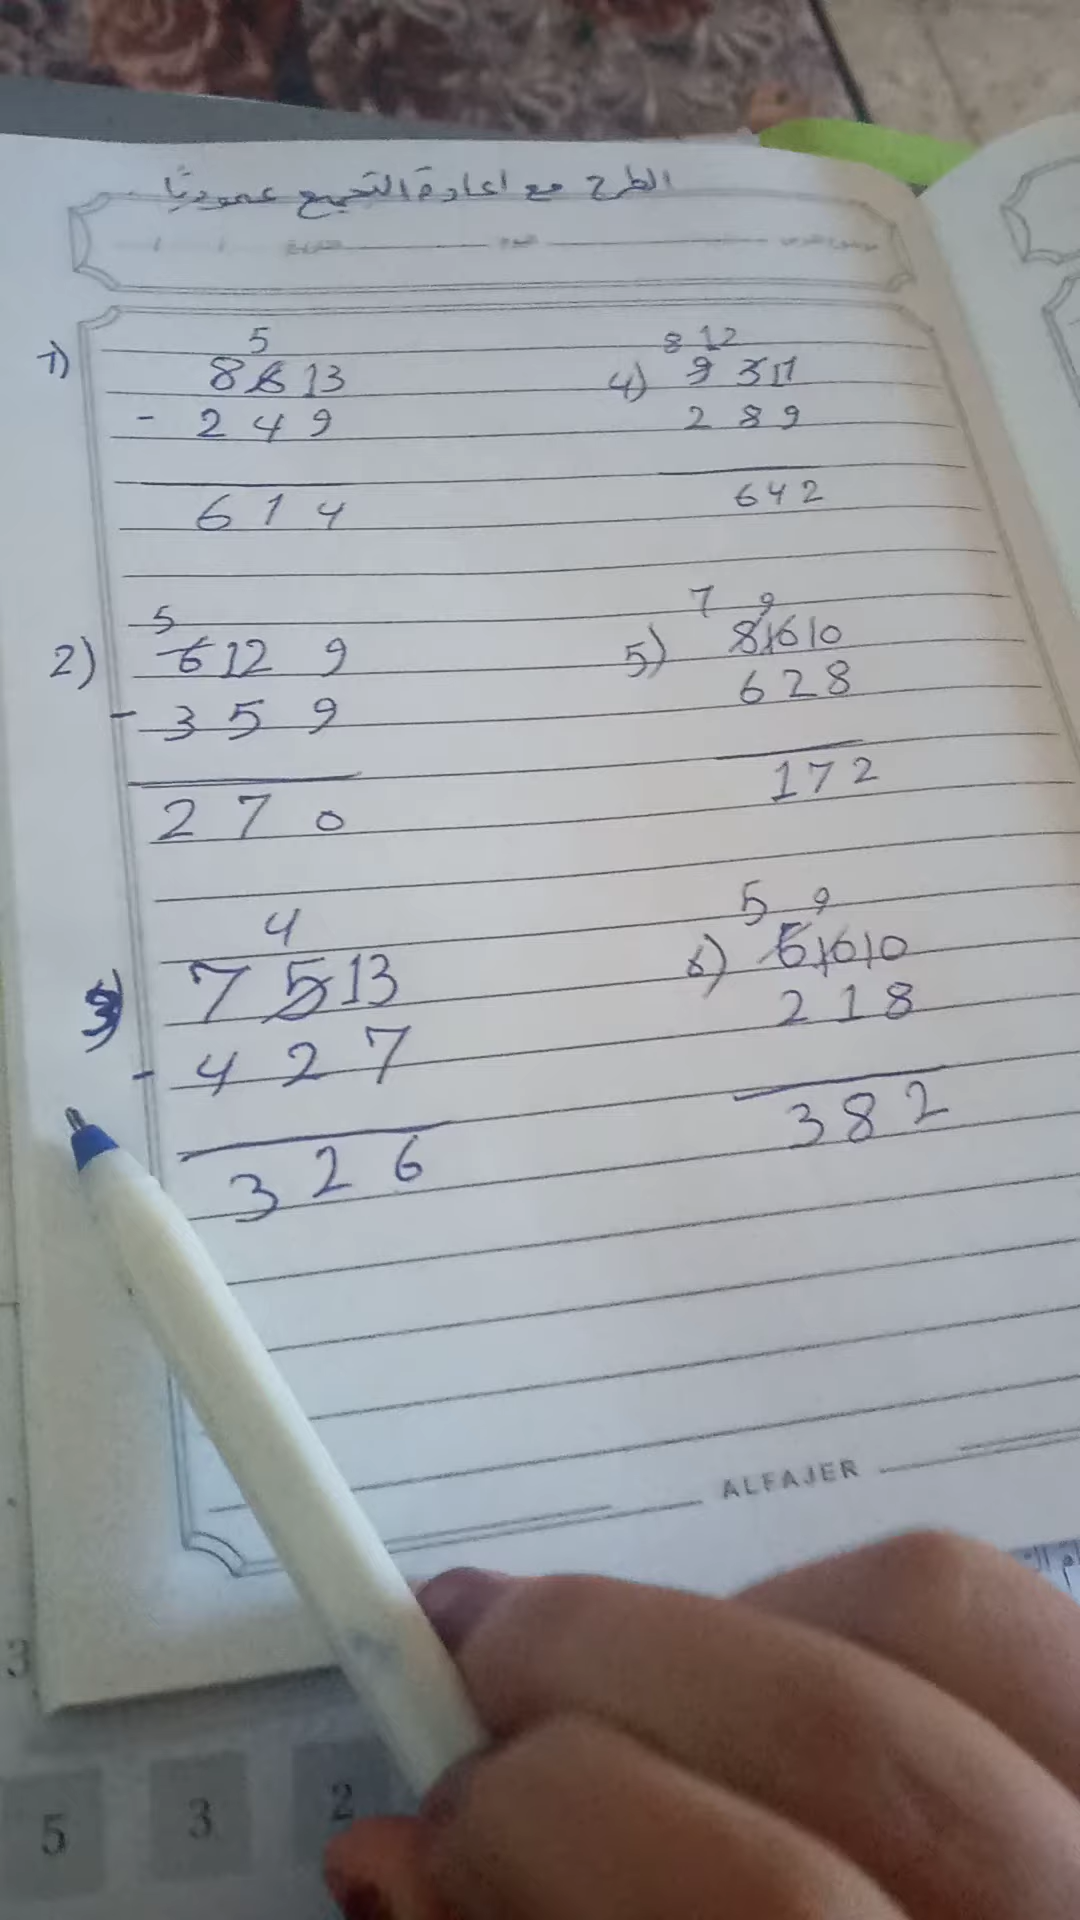 الطرح مع اعادة التجميع عموديًا
1)
5
8 6 13
- 2 4 9
6 1 4
2)
5
6 12 9
- 3 5 9
2 7 0
3)
4
7 5 13
- 4 2 7
3 2 6
4)
8 12
9 3 11
2 8 9
6 4 2
5)
7 9
8 10 10
6 2 8
1 7 2
6)
5 9
6 10 10
2 1 8
3 8 2
ALFAJER
3
5 3 2